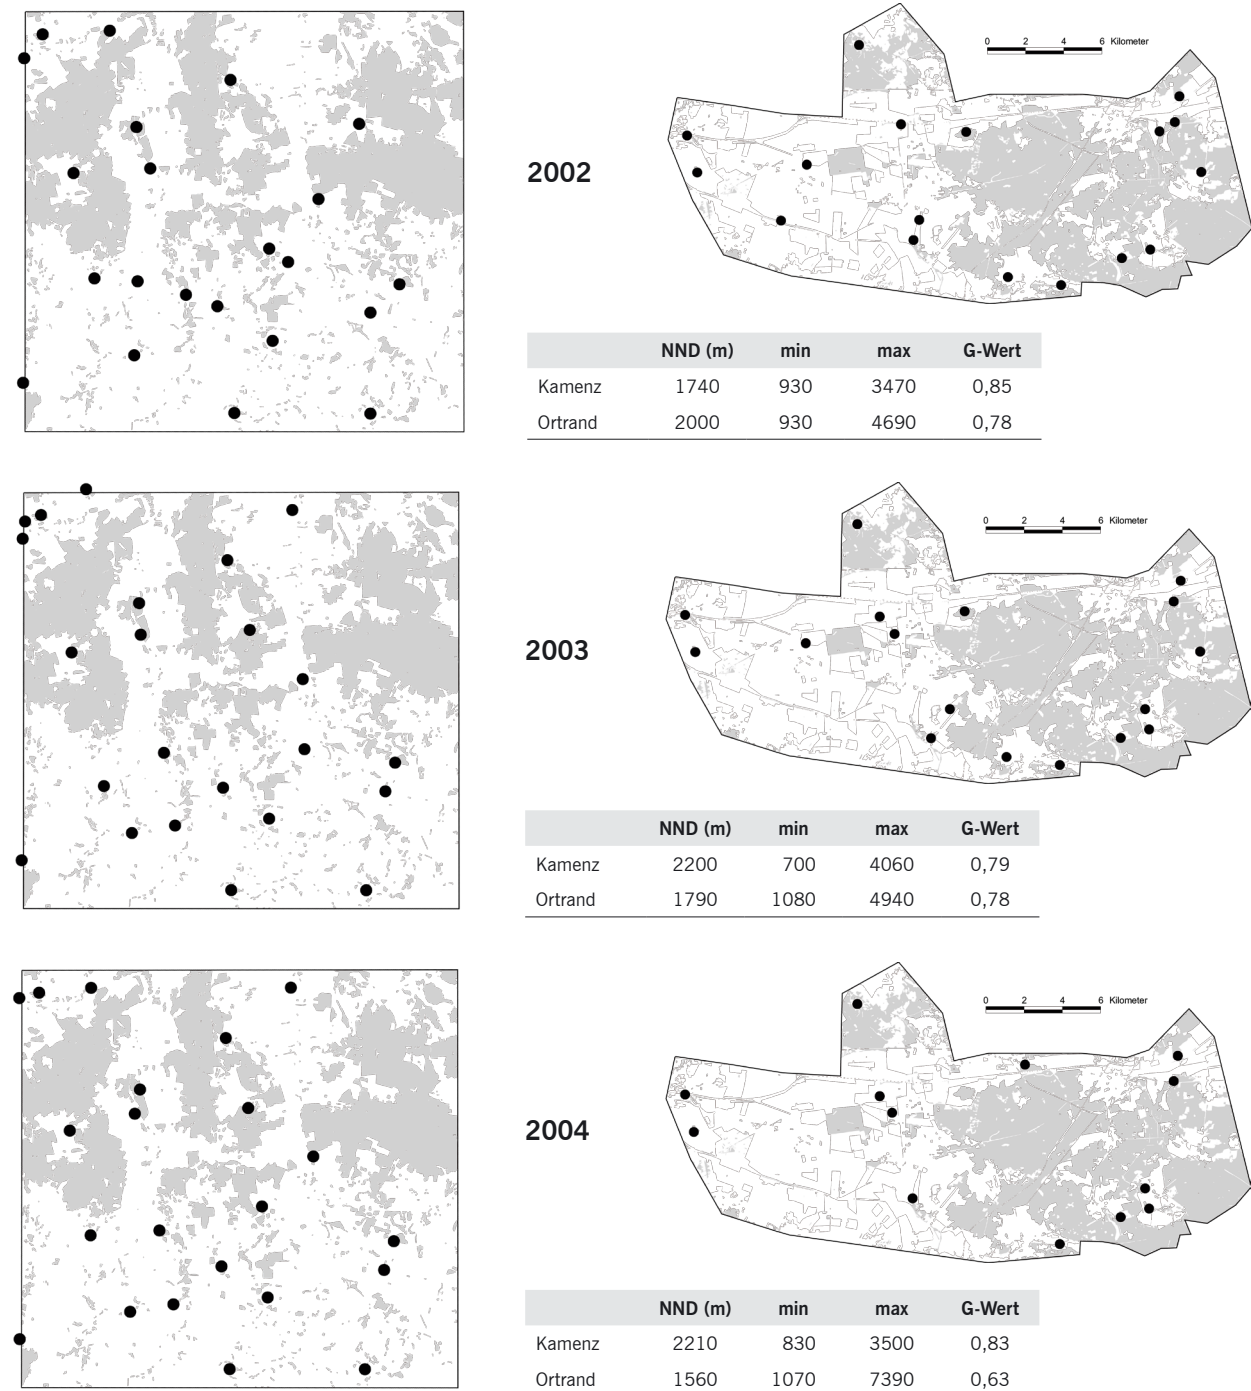 0 2 4 6 Kilometer
2002
NND (m) min max G-Wert
Kamenz 1740 930 3470 0,85
Ortrand 2000 930 4690 0,78
0 2 4 6 Kilometer
2003
NND (m) min max G-Wert
Kamenz 2200 700 4060 0,79
Ortrand 1790 1080 4940 0,78
0 2 4 6 Kilometer
2004
NND (m) min max G-Wert
Kamenz 2210 830 3500 0,83
Ortrand 1560 1070 7390 0,63